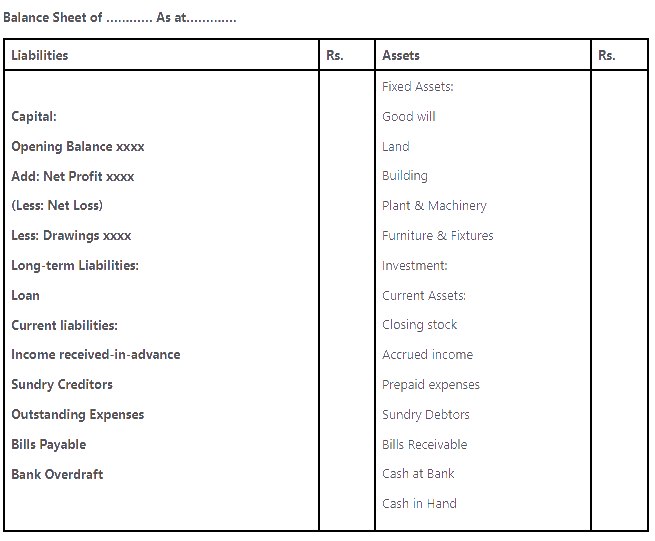 Balance Sheet of ............ As at.............
Liabilities Rs. Assets Rs.
Fixed Assets:
Capital: Good will
Opening Balance xxxx Land
Add: Net Profit xxxx Building
(Less: Net Loss) Plant & Machinery
Less: Drawings xxxx Furniture & Fixtures
Long-term Liabilities: Investment:
Loan Current Assets:
Current liabilities: Closing stock
Income received-in-advance Accrued income
Sundry Creditors Prepaid expenses
Outstanding Expenses Sundry Debtors
Bills Payable Bills Receivable
Bank Overdraft Cash at Bank
Cash in Hand